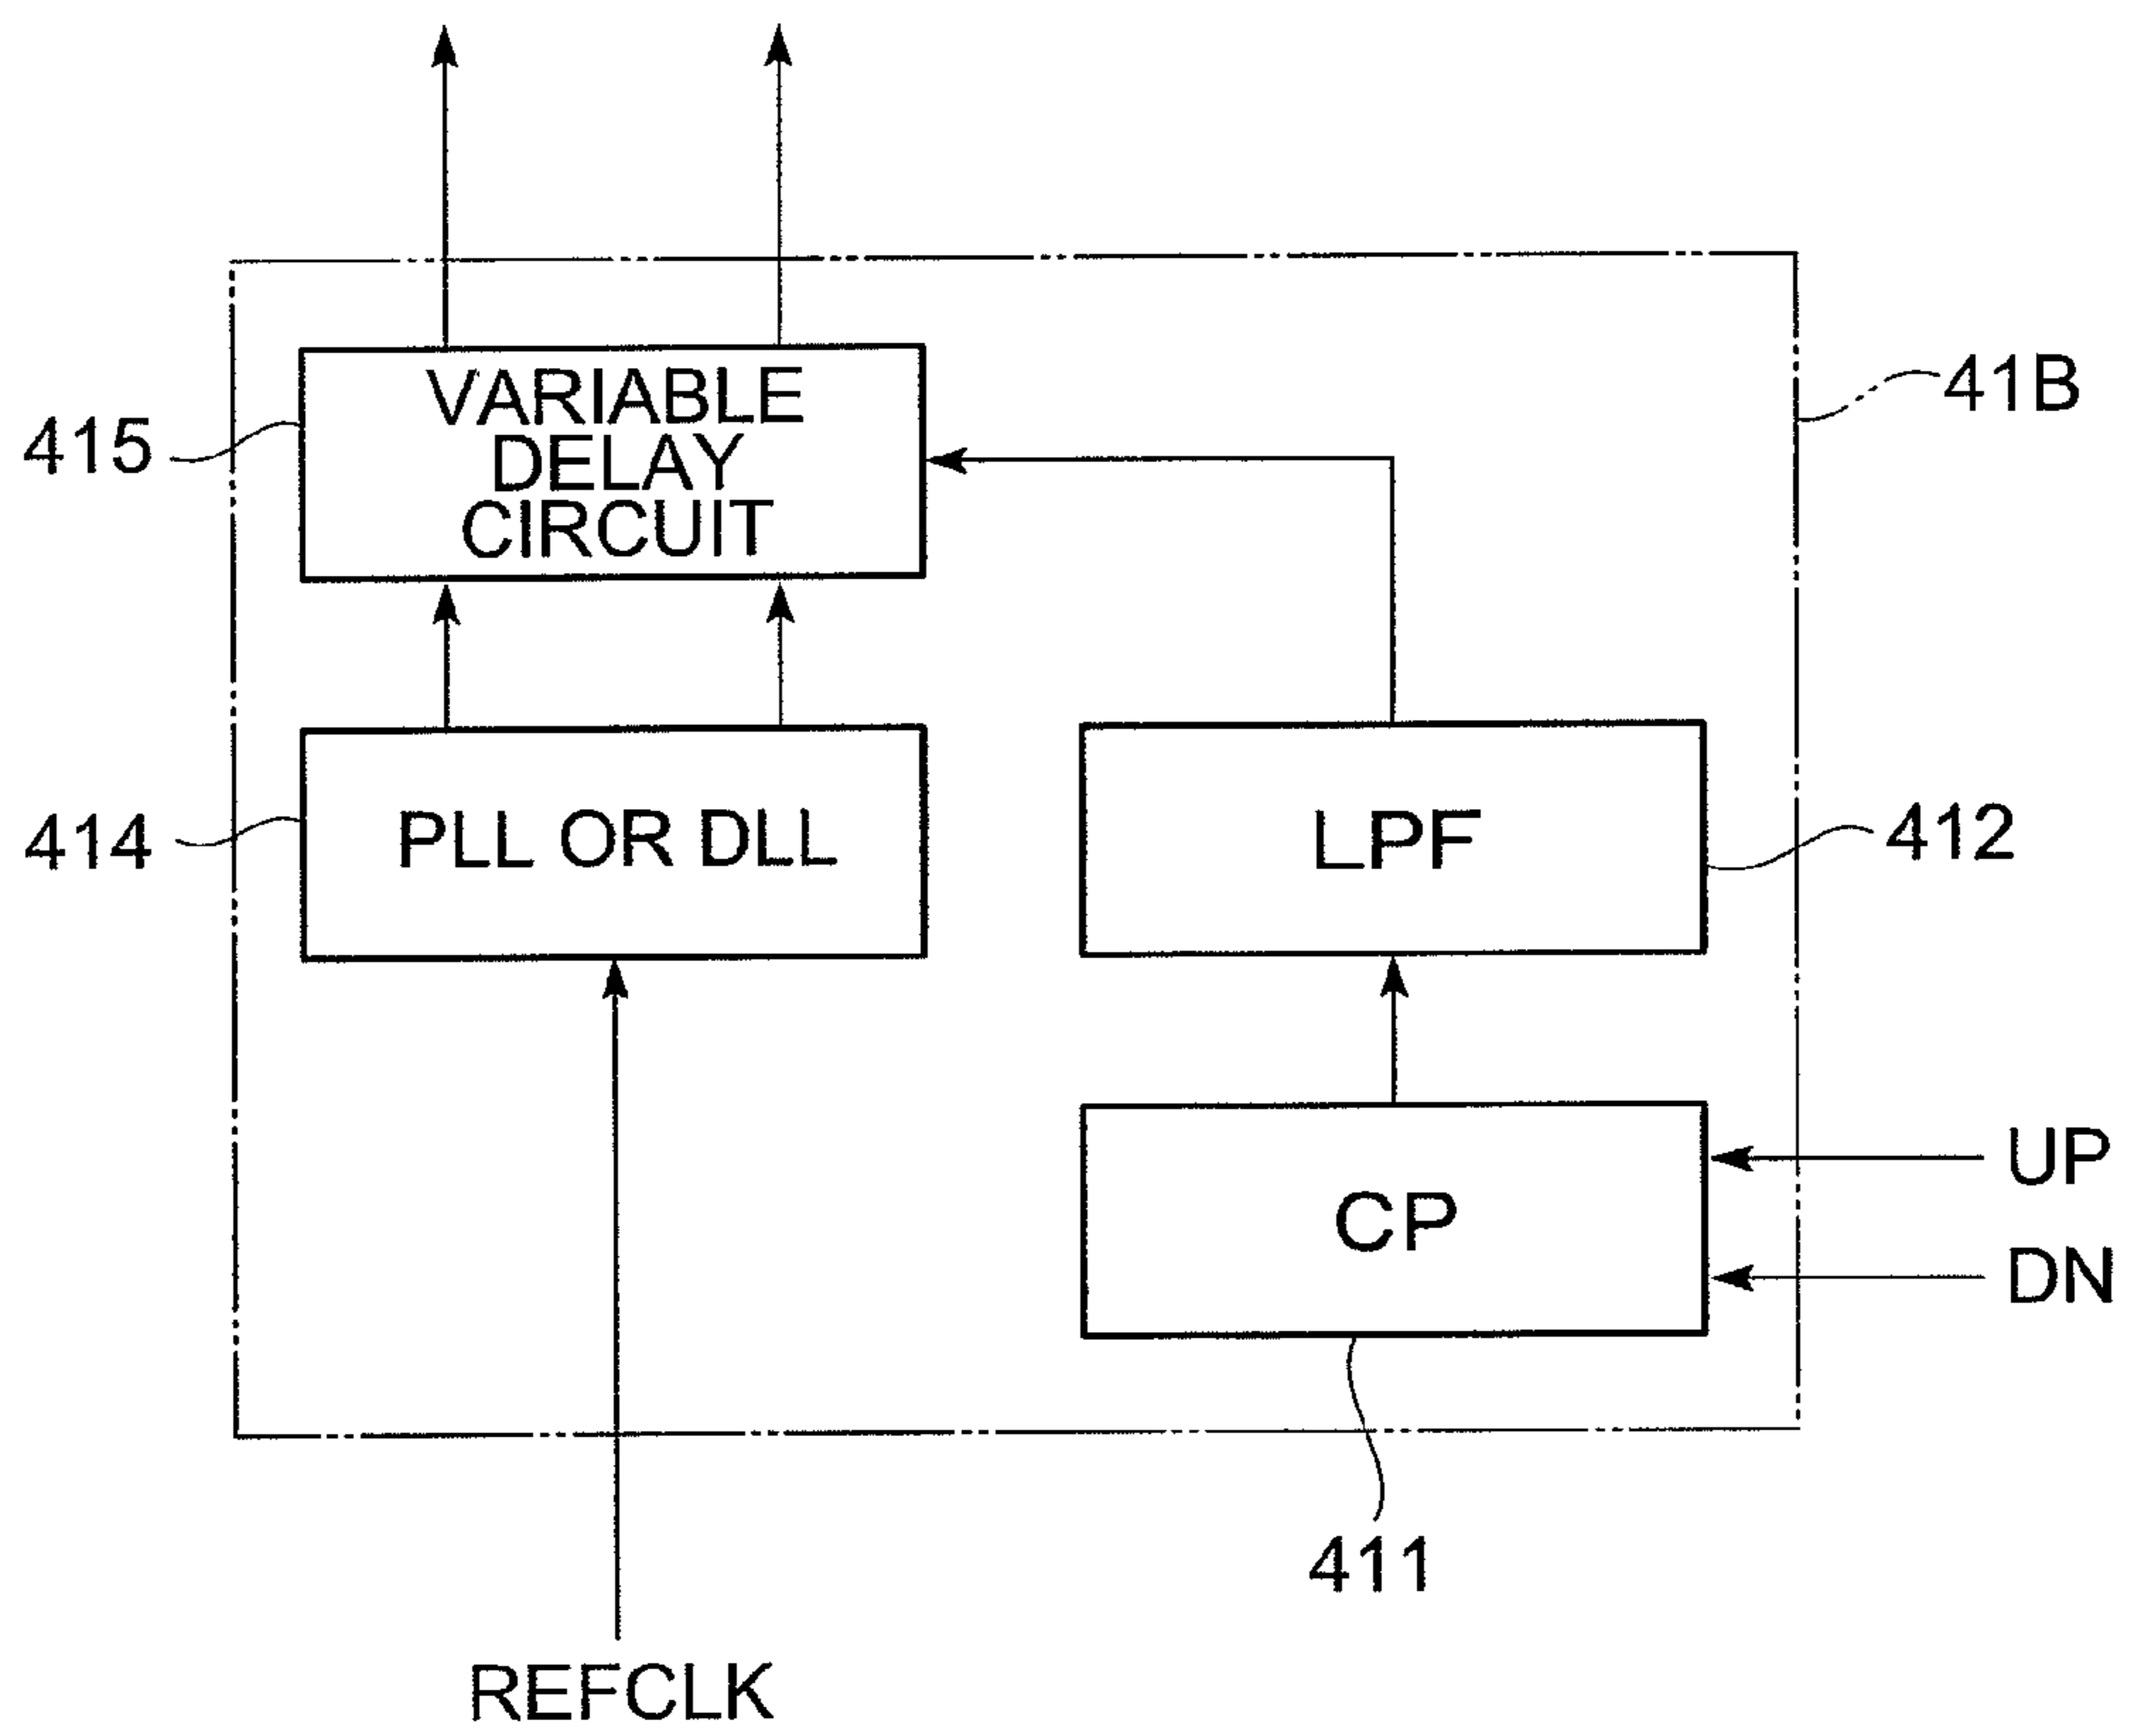 VARIABLE
DELAY
CIRCUIT
415
41B
PLL OR DLL
414
LPF
412
CP
UP
DN
411
REFCLK